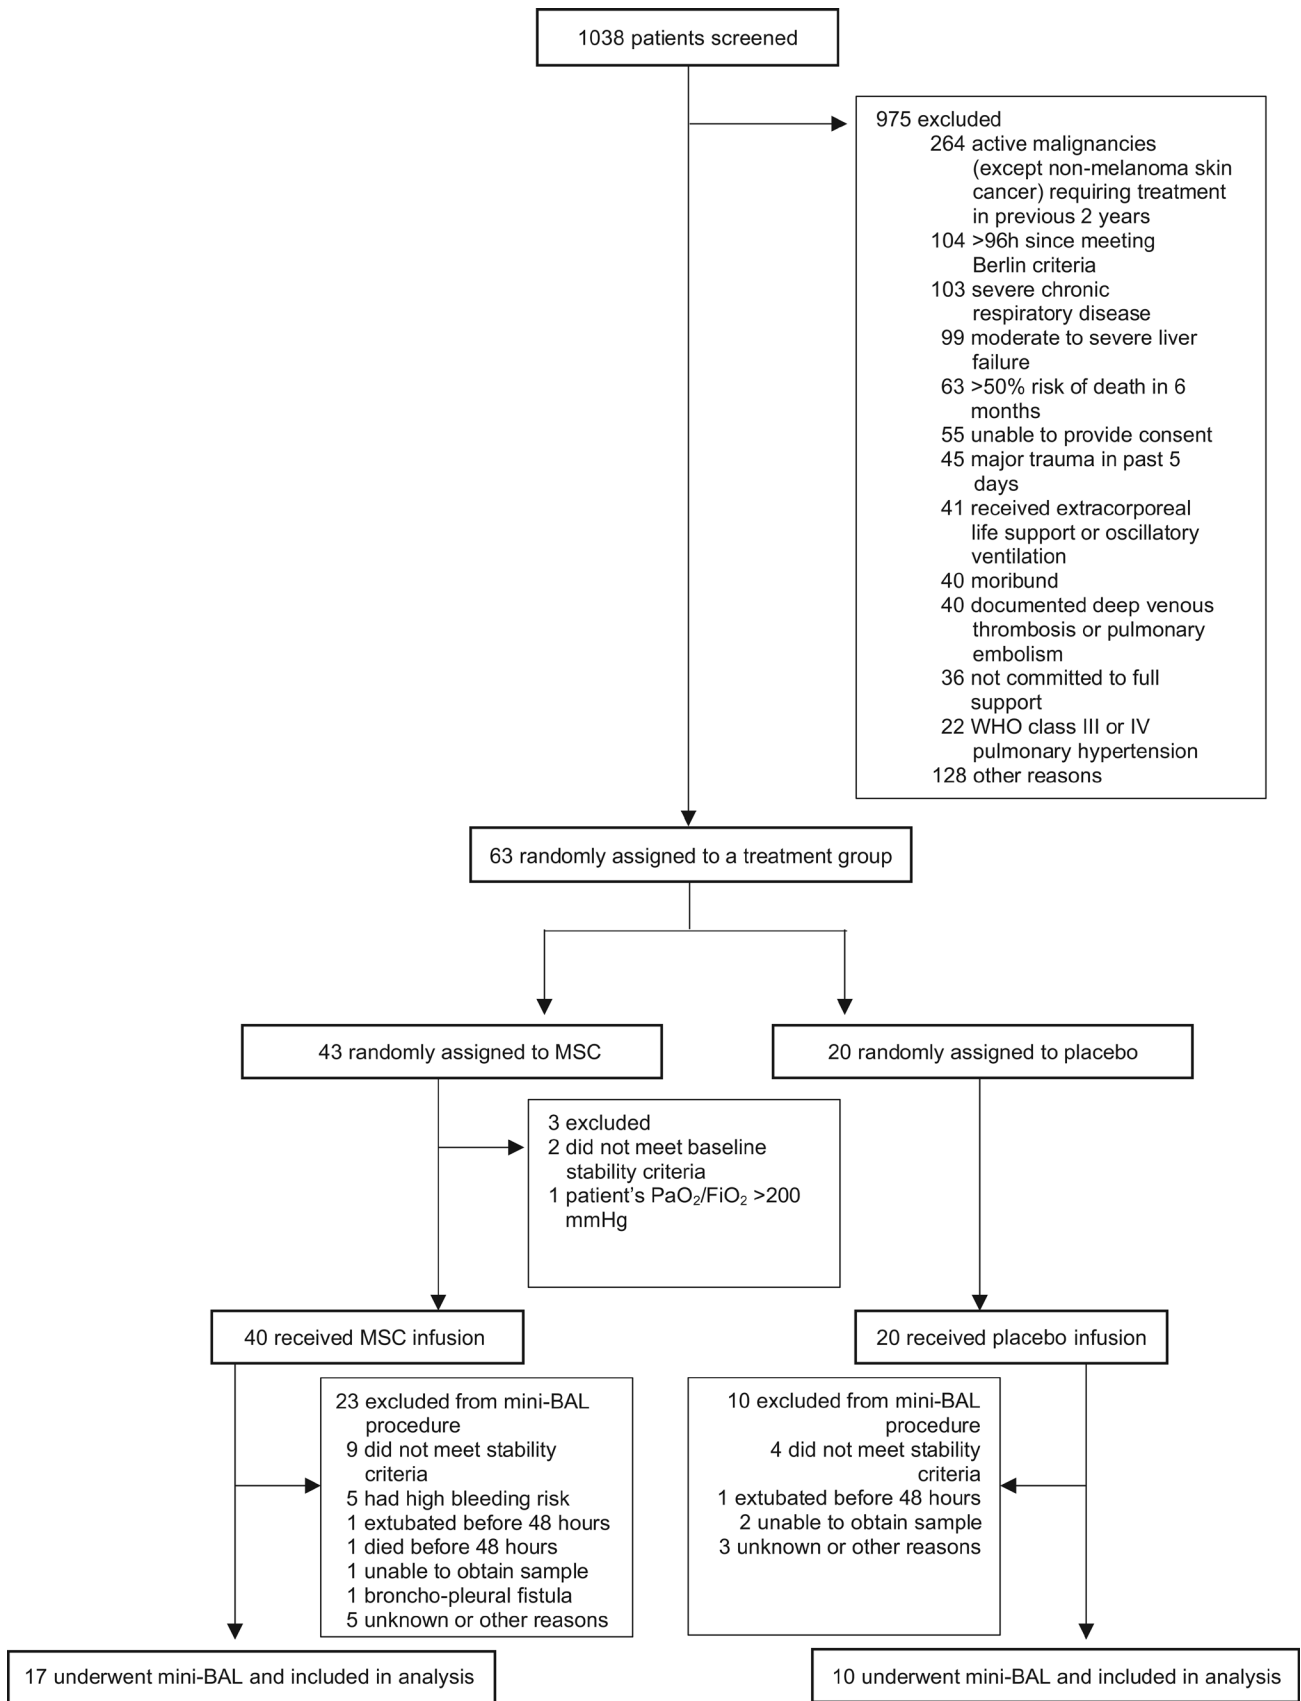 1038 patients screened
975 excluded
264 active malignancies
(except non-melanoma skin
cancer) requiring treatment
in previous 2 years
104 >96h since meeting
Berlin criteria
103 severe chronic
respiratory disease
99 moderate to severe liver
failure
63 >50% risk of death in 6
months
55 unable to provide consent
45 major trauma in past 5
days
41 received extracorporeal
life support or oscillatory
ventilation
40 moribund
40 documented deep venous
thrombosis or pulmonary
embolism
36 not committed to full
support
22 WHO class III or IV
pulmonary hypertension
128 other reasons
63 randomly assigned to a treatment group
43 randomly assigned to MSC
20 randomly assigned to placebo
3 excluded
2 did not meet baseline
stability criteria
1 patient’s PaO₂/FiO₂ >200
mmHg
40 received MSC infusion
20 received placebo infusion
23 excluded from mini-BAL
procedure
9 did not meet stability
criteria
5 had high bleeding risk
1 extubated before 48 hours
1 died before 48 hours
1 unable to obtain sample
1 broncho-pleural fistula
5 unknown or other reasons
10 excluded from mini-BAL
procedure
4 did not meet stability
criteria
1 extubated before 48 hours
2 unable to obtain sample
3 unknown or other reasons
17 underwent mini-BAL and included in analysis
10 underwent mini-BAL and included in analysis